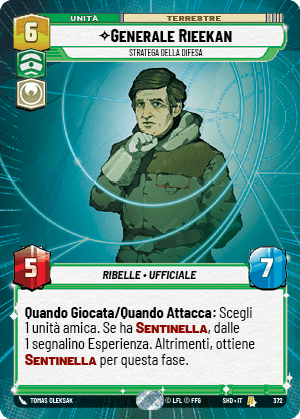 UNITÀ
TERRESTRE
6
GENERALE RIEEKAN
STRATEGA DELLA DIFESA
5
7
RIBELLE • UFFICIALE
Quando Giocata/Quando Attacca: Scegli
1 unità amica. Se ha SENTINELLA, dalle
1 segnalino Esperienza. Altrimenti, ottiene
SENTINELLA per questa fase.
TOMAS OLEKSAK
© LFL © FFG
SHD • IT
372